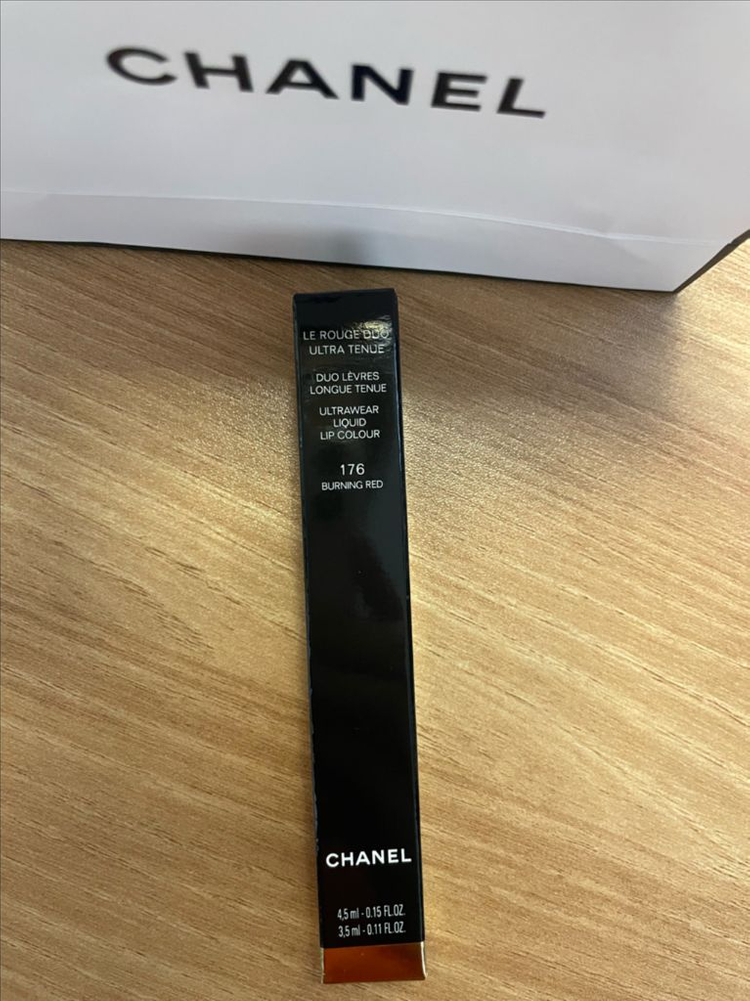 CHANEL
LE ROUGE DUO
ULTRA TENUE
DUO LÈVRES
LONGUE TENUE
ULTRAWEAR
LIQUID
LIP COLOUR
176
BURNING RED
CHANEL
4,5 ml - 0.15 FL.OZ.
3,5 ml - 0.11 FL.OZ.